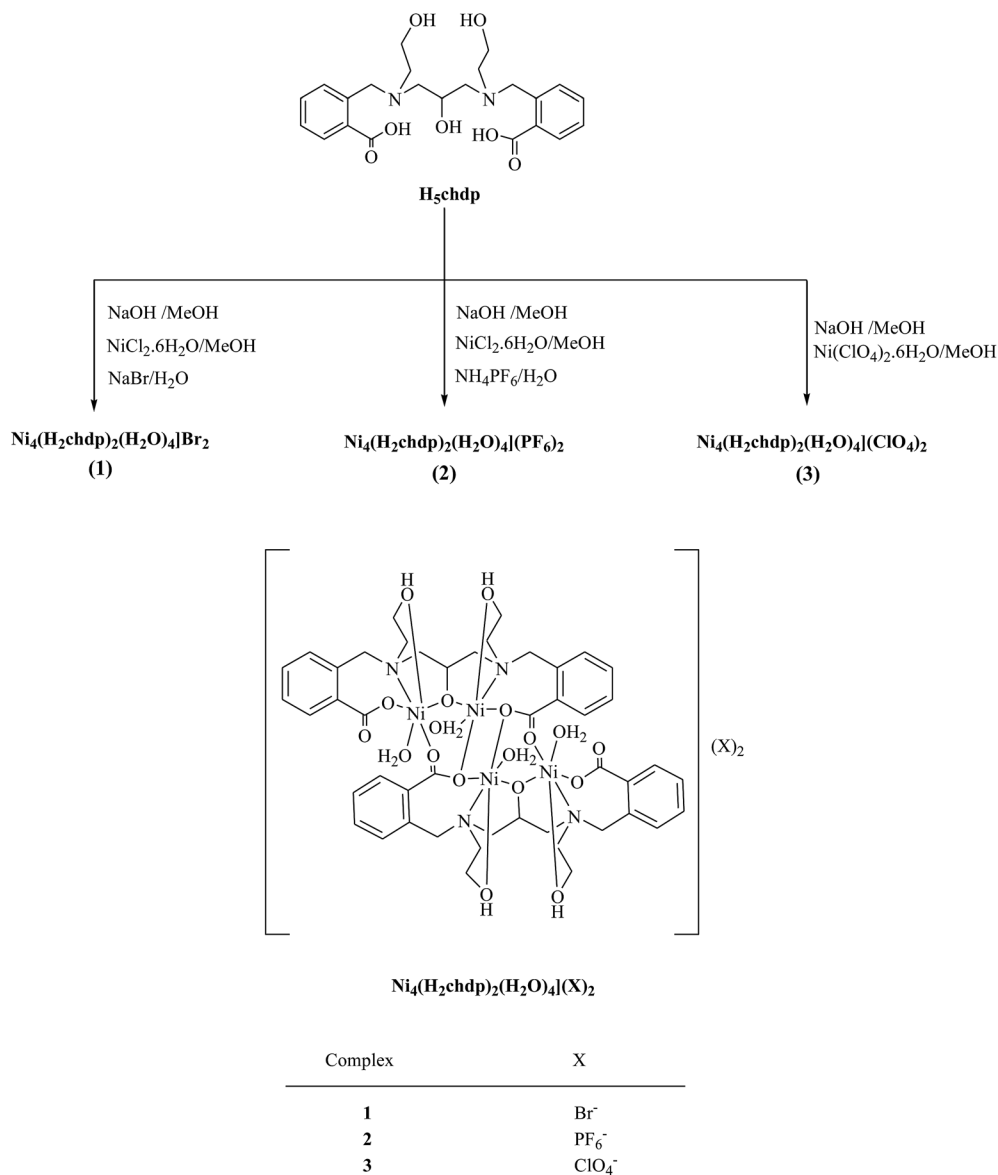 OH
HO
N
N
OH
OH
HO
O
O
H5chdp
NaOH /MeOH
NiCl2.6H2O/MeOH
NaBr/H2O
NaOH /MeOH
NiCl2.6H2O/MeOH
NH4PF6/H2O
NaOH /MeOH
Ni(ClO4)2.6H2O/MeOH
Ni4(H2chdp)2(H2O)4]Br2
(1)
Ni4(H2chdp)2(H2O)4](PF6)2
(2)
Ni4(H2chdp)2(H2O)4](ClO4)2
(3)
H
O
H
O
N
N
O
O
Ni
Ni
O
O
OH2
O
OH2
O
H2O
O
OH2
(X)2
O
Ni
O
Ni
O
N
N
O
H
O
H
Ni4(H2chdp)2(H2O)4](X)2
Complex X
1 Br-
2 PF6-
3 ClO4-